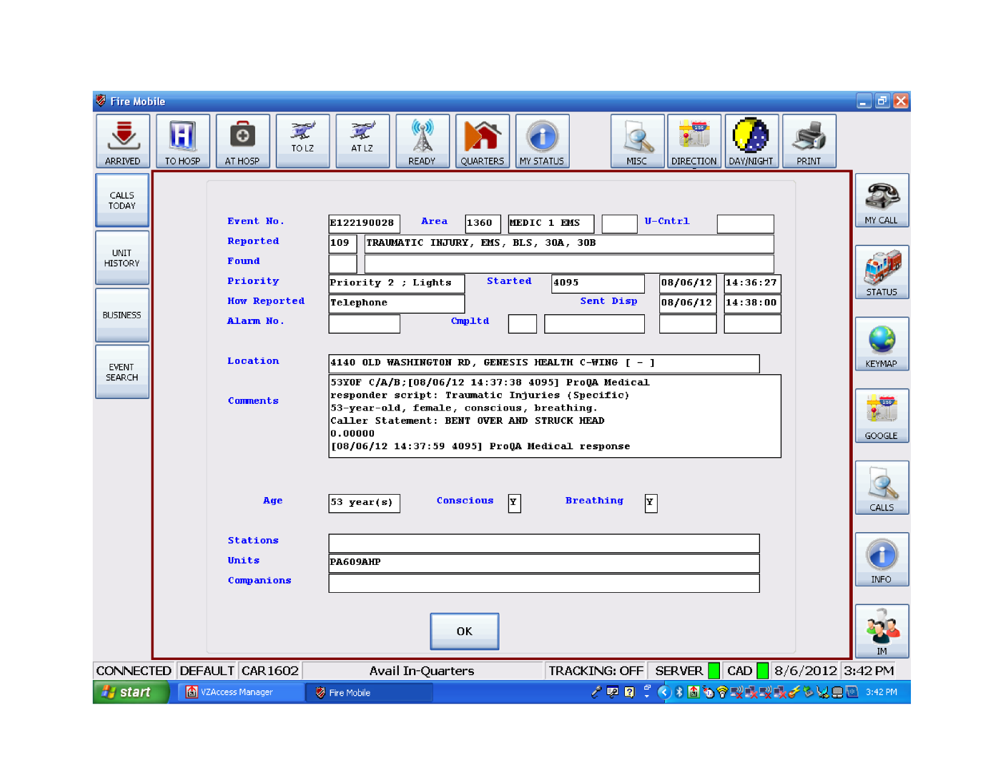 Fire Mobile
ARRIVED TO HOSP AT HOSP TO LZ AT LZ READY QUARTERS MY STATUS MISC DIRECTION DAY/NIGHT PRINT
CALLS TODAY
UNIT HISTORY
BUSINESS
EVENT SEARCH
Event No. E122190028 Area 1360 MEDIC 1 EMS U-Cntrl
Reported 109 TRAUMATIC INJURY, EMS, BLS, 30A, 30B
Found
Priority Priority 2 ; Lights Started 4095 08/06/12 14:36:27
How Reported Telephone Sent Disp 08/06/12 14:38:00
Alarm No. Cmpltd
Location 4140 OLD WASHINGTON RD, GENESIS HEALTH C-WING [ - ]
Comments
53YOF C/A/B;[08/06/12 14:37:38 4095] ProQA Medical
responder script: Traumatic Injuries (Specific)
53-year-old, female, conscious, breathing.
Caller Statement: BENT OVER AND STRUCK HEAD
0.00000
[08/06/12 14:37:59 4095] ProQA Medical response
Age 53 year(s) Conscious Y Breathing Y
Stations
Units PA609AHP
Companions
OK
MY CALL
STATUS
KEYMAP
GOOGLE
CALLS
INFO
IM
CONNECTED DEFAULT CAR1602 Avail In-Quarters TRACKING: OFF SERVER CAD 8/6/2012 3:42 PM
start VZAccess Manager Fire Mobile 3:42 PM